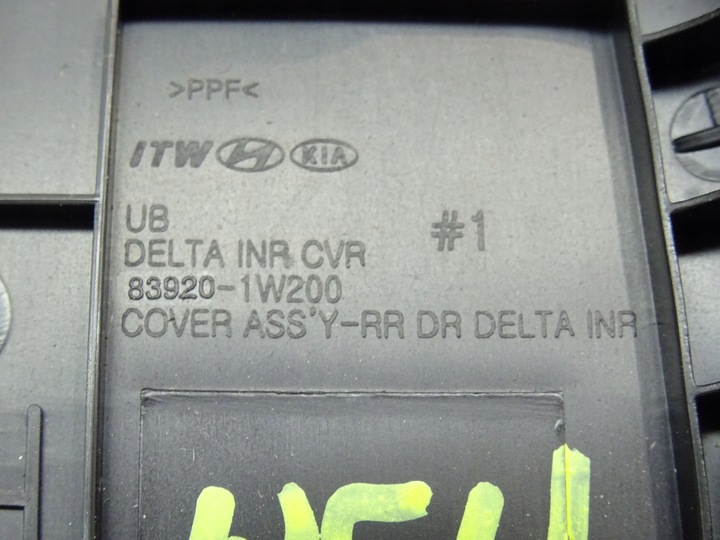 >PPF<
ITW KIA
UB
#1
DELTA INR CVR
83920-1W200
COVER ASS'Y-RR DR DELTA INR